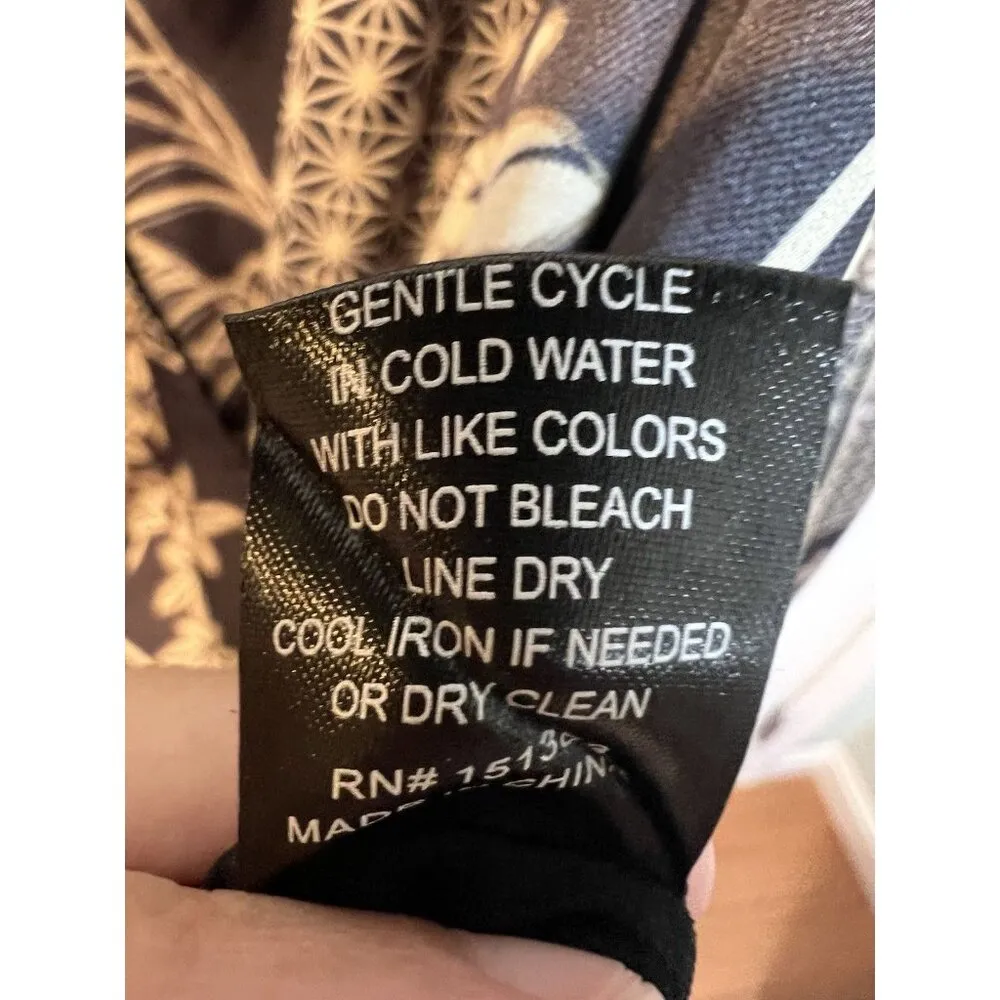 GENTLE CYCLE
IN COLD WATER
WITH LIKE COLORS
DO NOT BLEACH
LINE DRY
COOL IRON IF NEEDED
OR DRY CLEAN
RN#